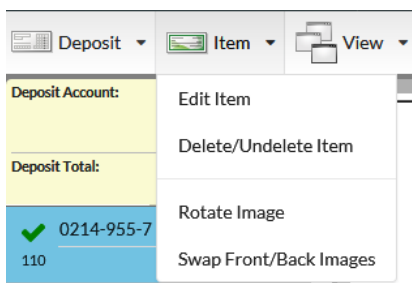 Deposit Item View
Deposit Account:
Edit Item
Delete/Undelete Item
Deposit Total:
Rotate Image
0214-955-7
110
Swap Front/Back Images